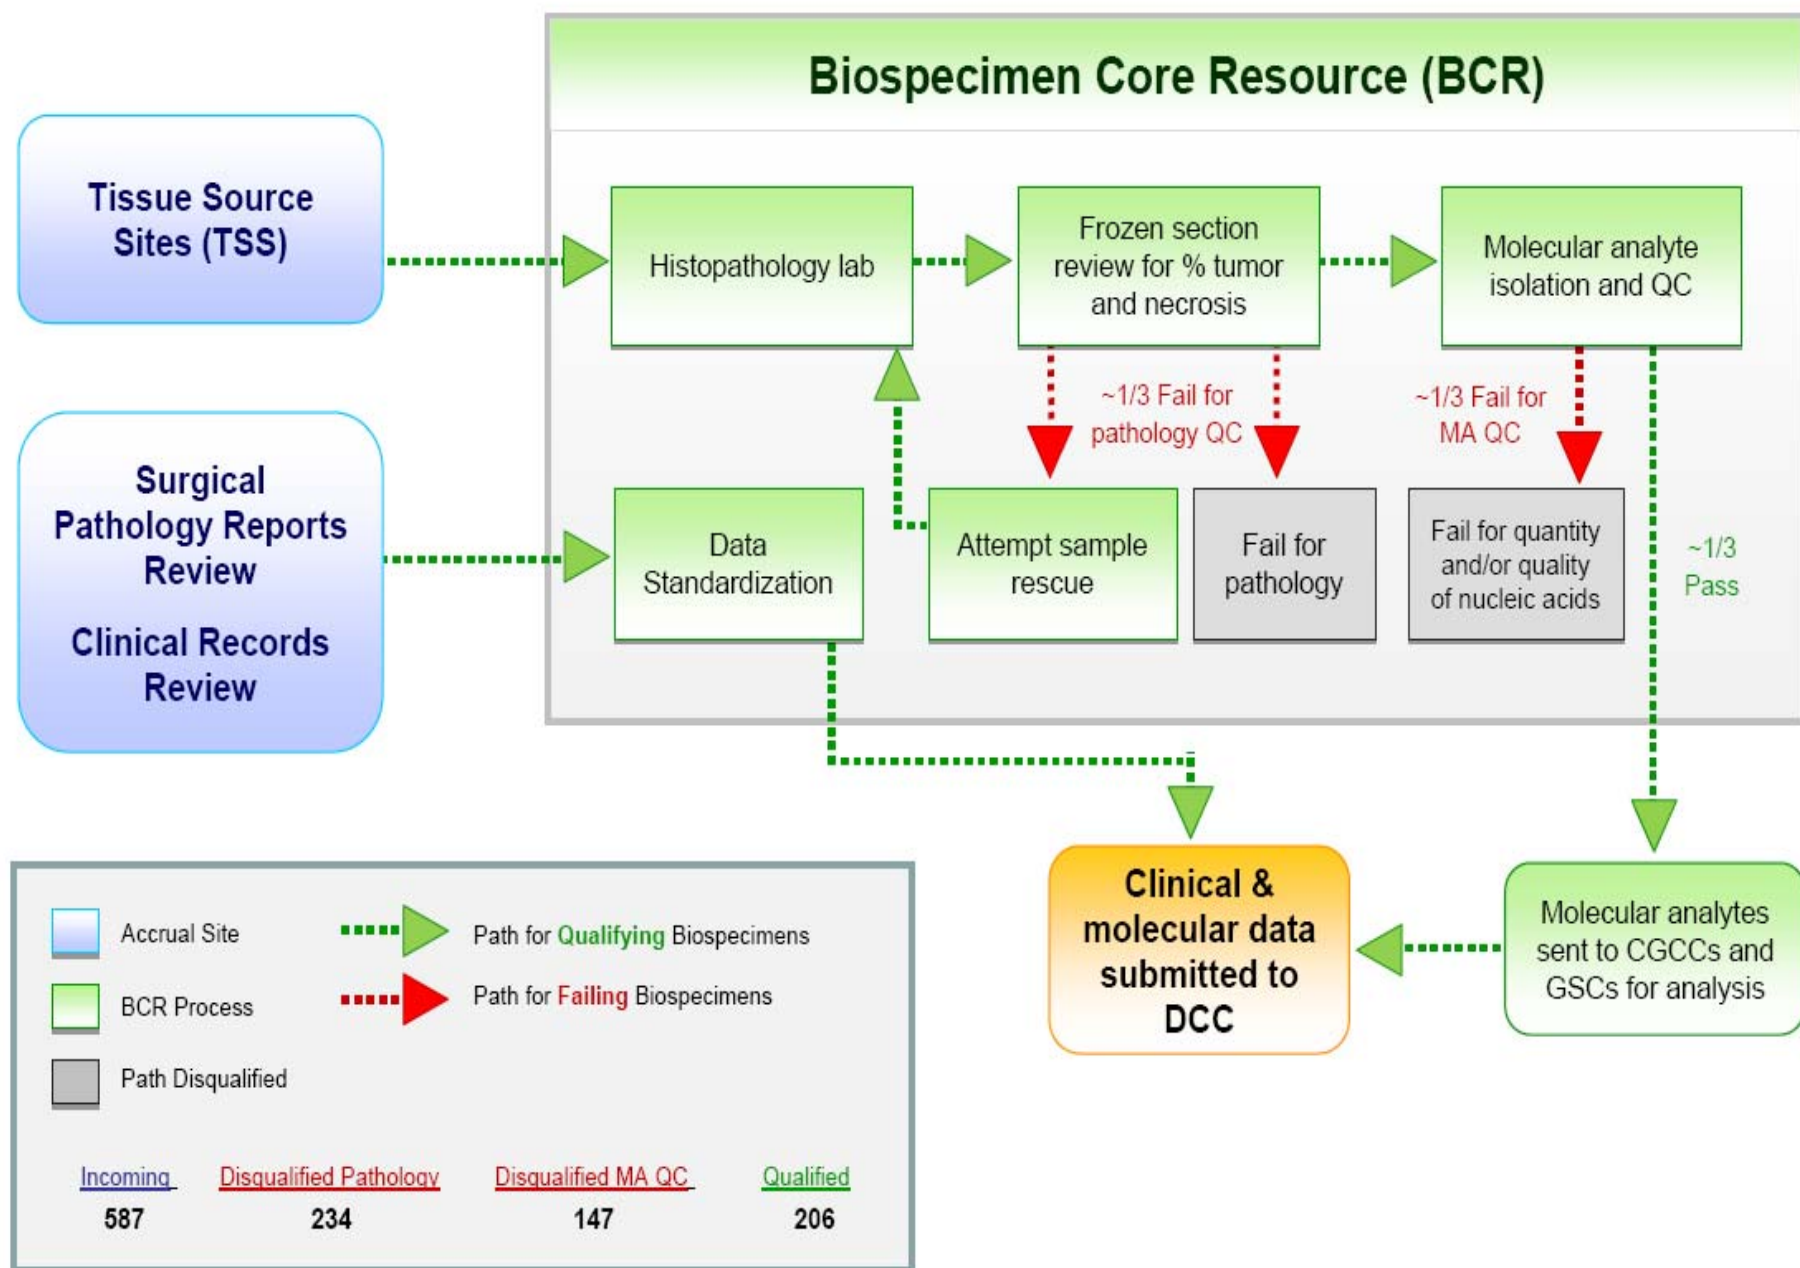 Biospecimen Core Resource (BCR)
Tissue Source
Sites (TSS)
Histopathology lab
Frozen section
review for % tumor
and necrosis
Molecular analyte
isolation and QC
~1/3 Fail for
pathology QC
~1/3 Fail for
MA QC
Surgical
Pathology Reports
Review
Clinical Records
Review
Data
Standardization
Attempt sample
rescue
Fail for
pathology
Fail for quantity
and/or quality
of nucleic acids
~1/3
Pass
Clinical &
molecular data
submitted to
DCC
Molecular analytes
sent to CGCCs and
GSCs for analysis
Accrual Site
BCR Process
Path Disqualified
Path for Qualifying Biospecimens
Path for Failing Biospecimens
Incoming Disqualified Pathology Disqualified MA QC Qualified
587 234 147 206